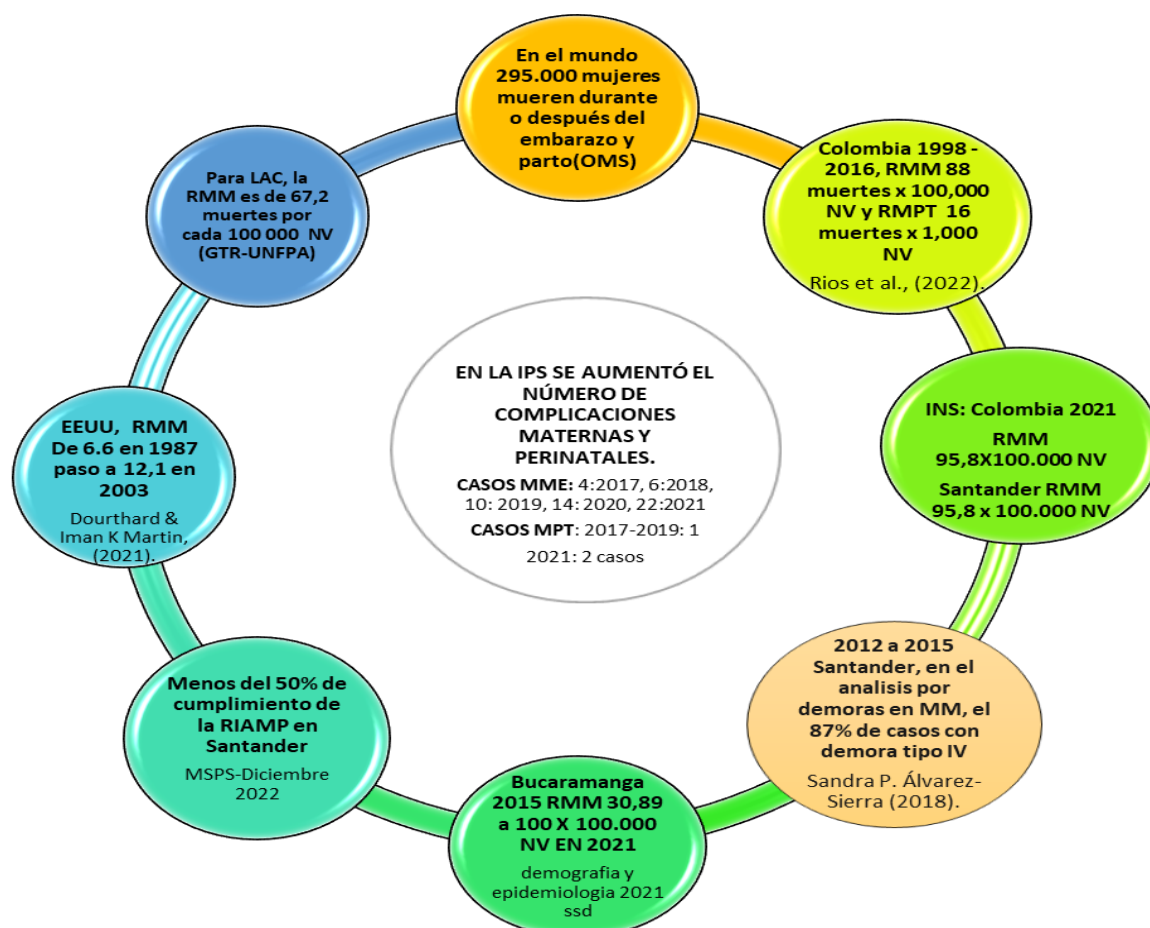 En el mundo
295.000 mujeres
mueren durante
o después del
embarazo y
parto(OMS)
Colombia 1998 -
2016, RMM 88
muertes x 100,000
NV y RMPT 16
muertes x 1,000
NV
Rios et al., (2022).
INS: Colombia 2021
RMM
95,8X100.000 NV
Santander RMM
95,8 x 100.000 NV
2012 a 2015
Santander, en el
analisis por
demoras en MM, el
87% de casos con
demora tipo IV
Sandra P. Álvarez-
Sierra (2018).
Bucaramanga
2015 RMM 30,89
a 100 X 100.000
NV EN 2021
demografia y
epidemiologia 2021
ssd
Menos del 50% de
cumplimiento de
la RIAMP en
Santander
MSPS-Diciembre
2022
EEUU, RMM
De 6.6 en 1987
paso a 12,1 en
2003
Dourthard &
Iman K Martin,
(2021).
Para LAC, la
RMM es de 67,2
muertes por
cada 100 000 NV
(GTR-UNFPA)
EN LA IPS SE AUMENTÓ EL
NÚMERO DE
COMPLICACIONES
MATERNAS Y
PERINATALES.
CASOS MME: 4:2017, 6:2018,
10: 2019, 14: 2020, 22:2021
CASOS MPT: 2017-2019: 1
2021: 2 casos